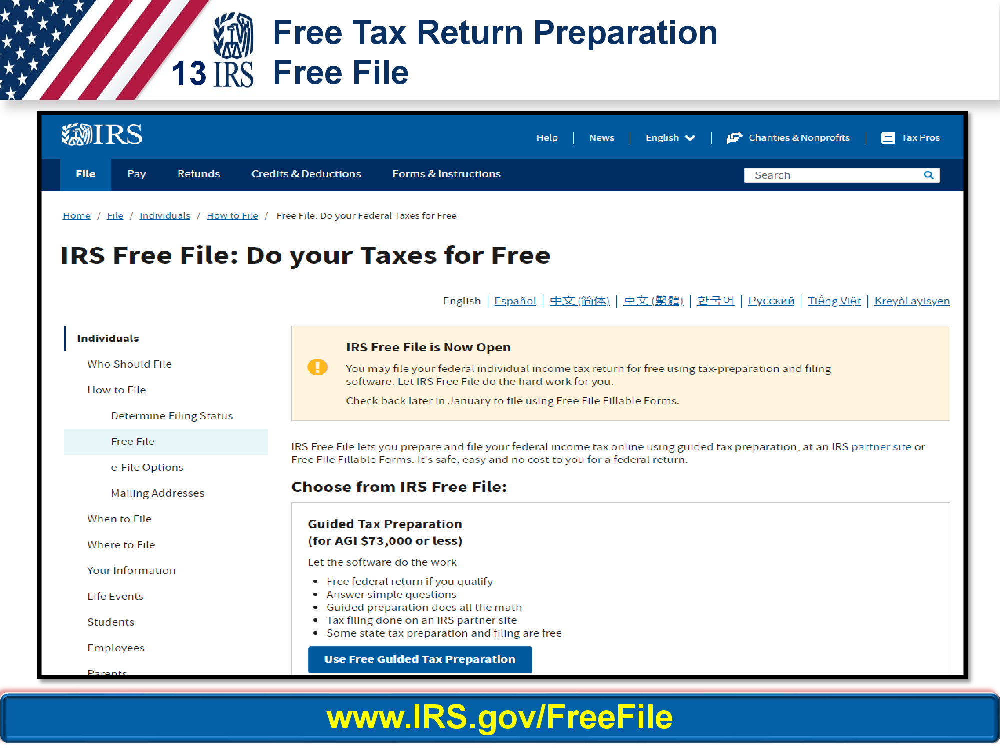 Free Tax Return Preparation
13 IRS Free File
IRS
Help | News | English | Charities & Nonprofits | Tax Pros
File Pay Refunds Credits & Deductions Forms & Instructions Search
Home / File / Individuals / How to File / Free File: Do your Federal Taxes for Free
IRS Free File: Do your Taxes for Free
English | Español | 中文 (简体) | 中文 (繁體) | 한국어 | Русский | Tiếng Việt | Kreyòl ayisyen
Individuals
Who Should File
How to File
Determine Filing Status
Free File
e-File Options
Mailing Addresses
When to File
Where to File
Your Information
Life Events
Students
Employees
Parents
IRS Free File is Now Open
You may file your federal individual income tax return for free using tax-preparation and filing
software. Let IRS Free File do the hard work for you.
Check back later in January to file using Free File Fillable Forms.
IRS Free File lets you prepare and file your federal income tax online using guided tax preparation, at an IRS partner site or
Free File Fillable Forms. It's safe, easy and no cost to you for a federal return.
Choose from IRS Free File:
Guided Tax Preparation
(for AGI $73,000 or less)
Let the software do the work
• Free federal return if you qualify
• Answer simple questions
• Guided preparation does all the math
• Tax filing done on an IRS partner site
• Some state tax preparation and filing are free
Use Free Guided Tax Preparation
www.IRS.gov/FreeFile